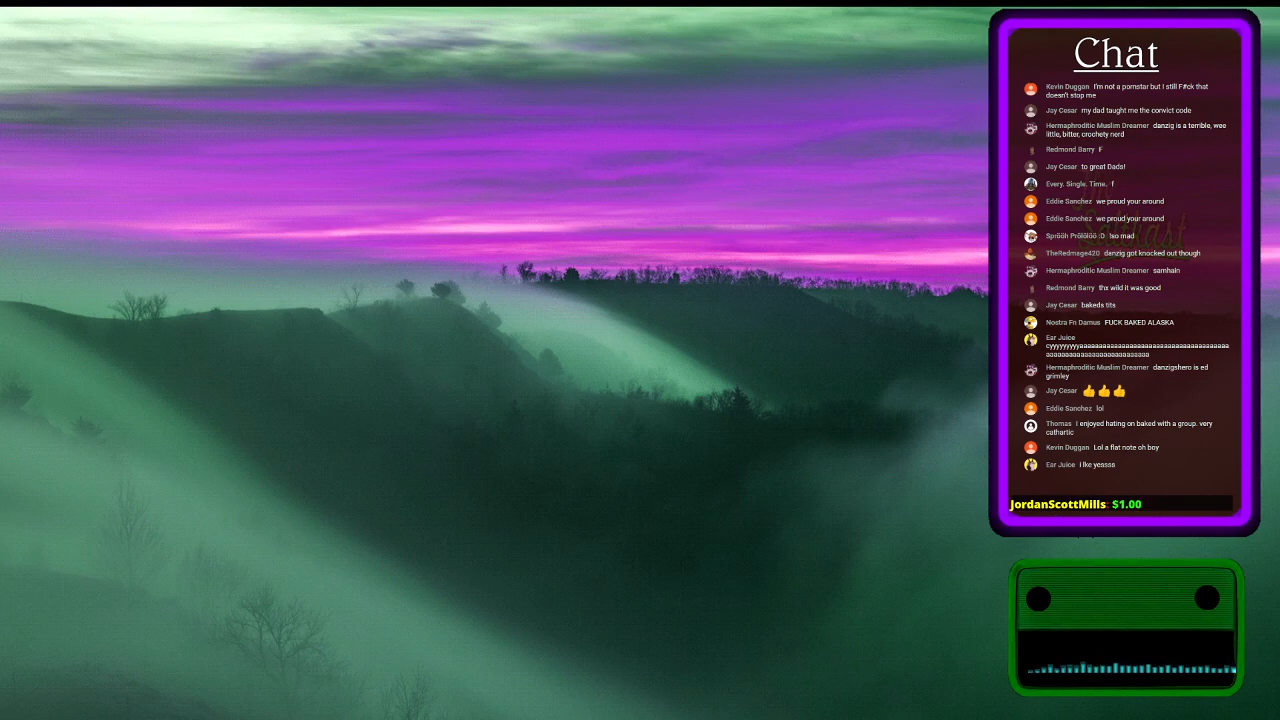 Chat
Kevin Duggan I'm not a pornstar but I still F#ck that
doesn't stop me
Jay Cesar my dad taught me the convict code
Hermaphroditic Muslim Dreamer danzig is a terrible, wee
little, bitter, crochety nerd
Redmond Barry F
Jay Cesar to great Dads!
Every. Single. Time. f
Eddie Sanchez we proud your around
Eddie Sanchez we proud your around
Spröôh Prölölöö :D !so mad
TheRedmage420 danzig got knocked out though
Hermaphroditic Muslim Dreamer samhain
Redmond Barry thx wild it was good
Jay Cesar bakeds tits
Nostra Fn Damus FUCK BAKED ALASKA
Ear Juice
Hermaphroditic Muslim Dreamer danzigshero is ed
grimley
Jay Cesar 👍👍👍
Eddie Sanchez lol
Thomas I enjoyed hating on baked with a group. very
cathartic
Kevin Duggan Lol a flat note oh boy
Ear Juice i lke yessss
JordanScottMills: $1.00